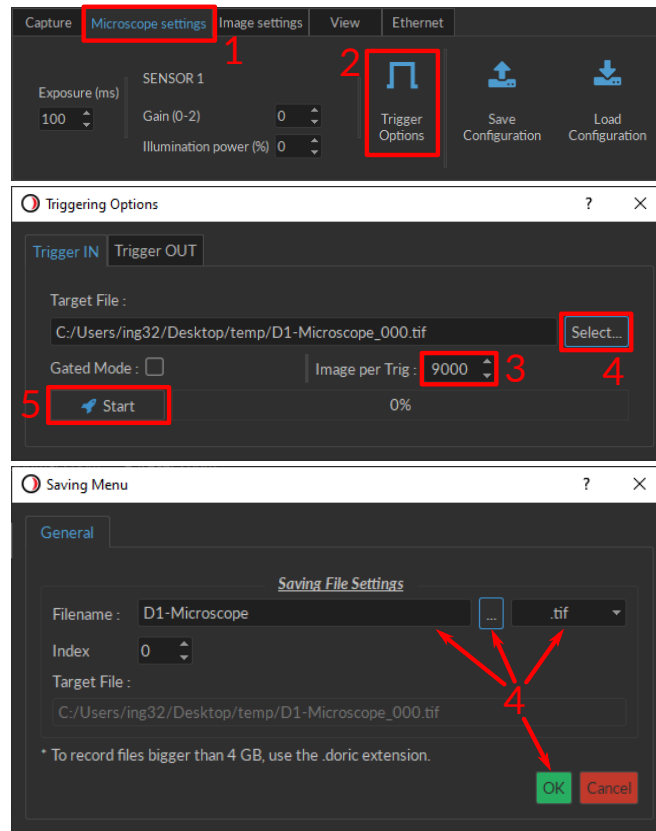 Capture Microscope settings Image settings View Ethernet
1
2
Exposure (ms)
100
SENSOR 1
Gain (0-2) 0
Illumination power (%) 0
Trigger
Options
Save
Configuration
Load
Configuration
Triggering Options ?
Trigger IN Trigger OUT
Target File :
C:/Users/ing32/Desktop/temp/D1-Microscope_000.tif Select...
Gated Mode : Image per Trig : 9000 3 4
5 Start 0%
Saving Menu ?
General
Saving File Settings
Filename : D1-Microscope ... .tif
Index 0
Target File :
4
C:/Users/ing32/Desktop/temp/D1-Microscope_000.tif
* To record files bigger than 4 GB, use the .doric extension.
OK Cancel